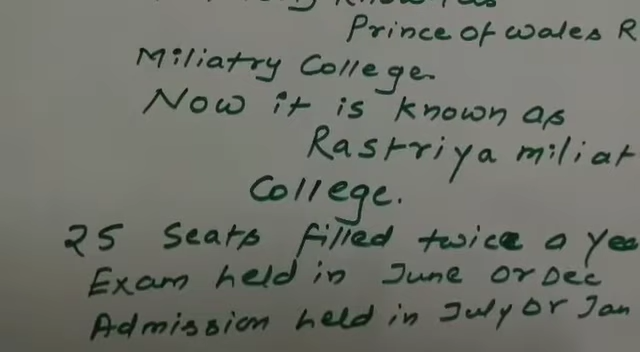 Prince of wales R
Miliatry College.
Now it is known as
Rastriya miliat
College.
25 Seats filled twice a yea
Exam held in June or Dec
Admission held in July or Jan